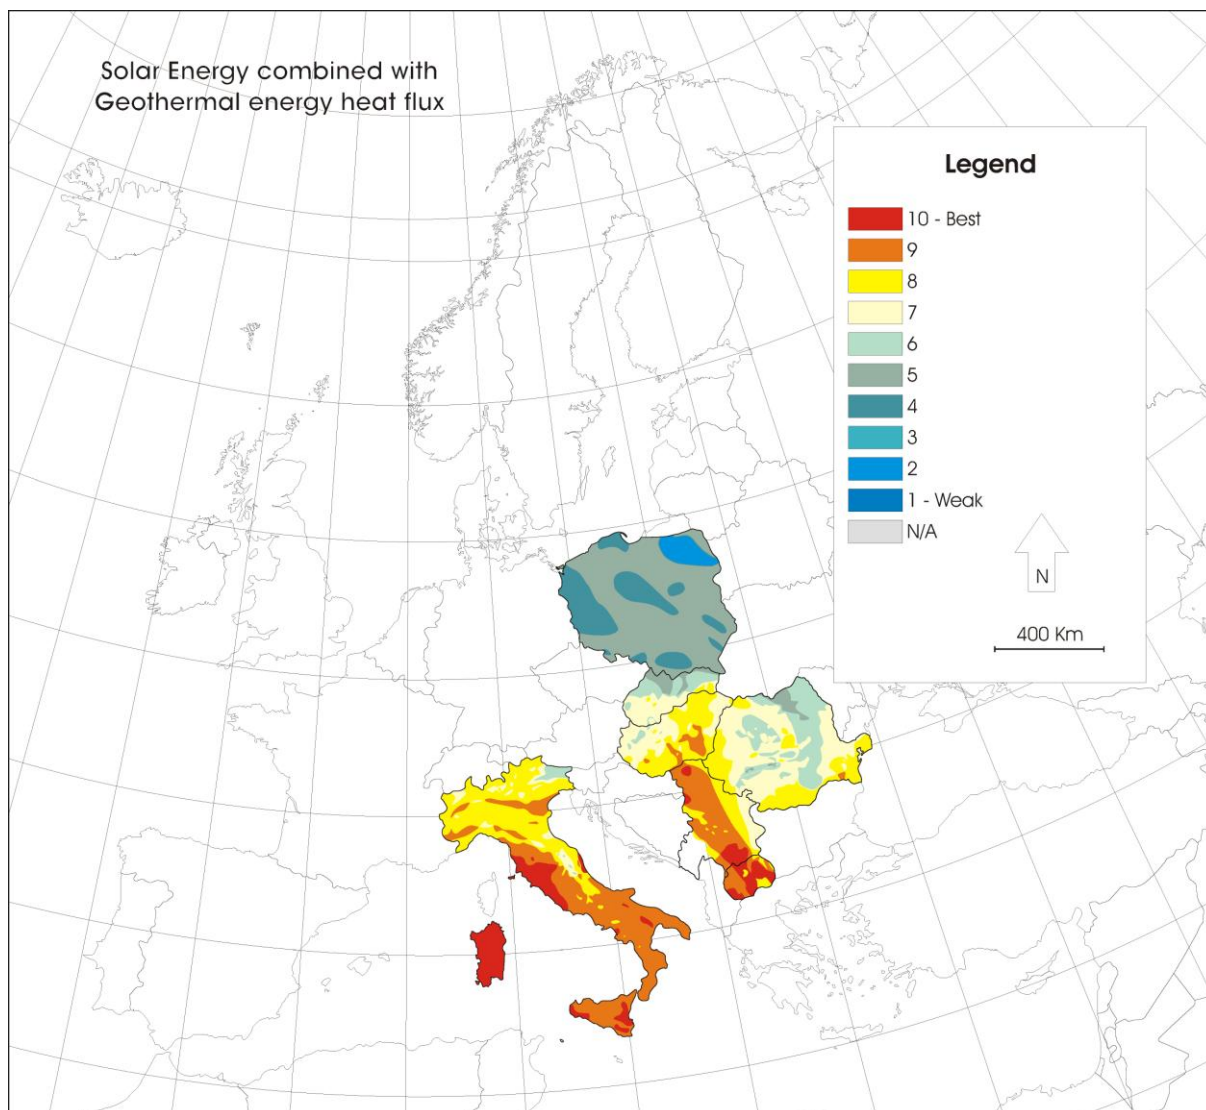 Solar Energy combined with
Geothermal energy heat flux
Legend
10 - Best
9
8
7
6
5
4
3
2
1 - Weak
N/A
N
400 Km